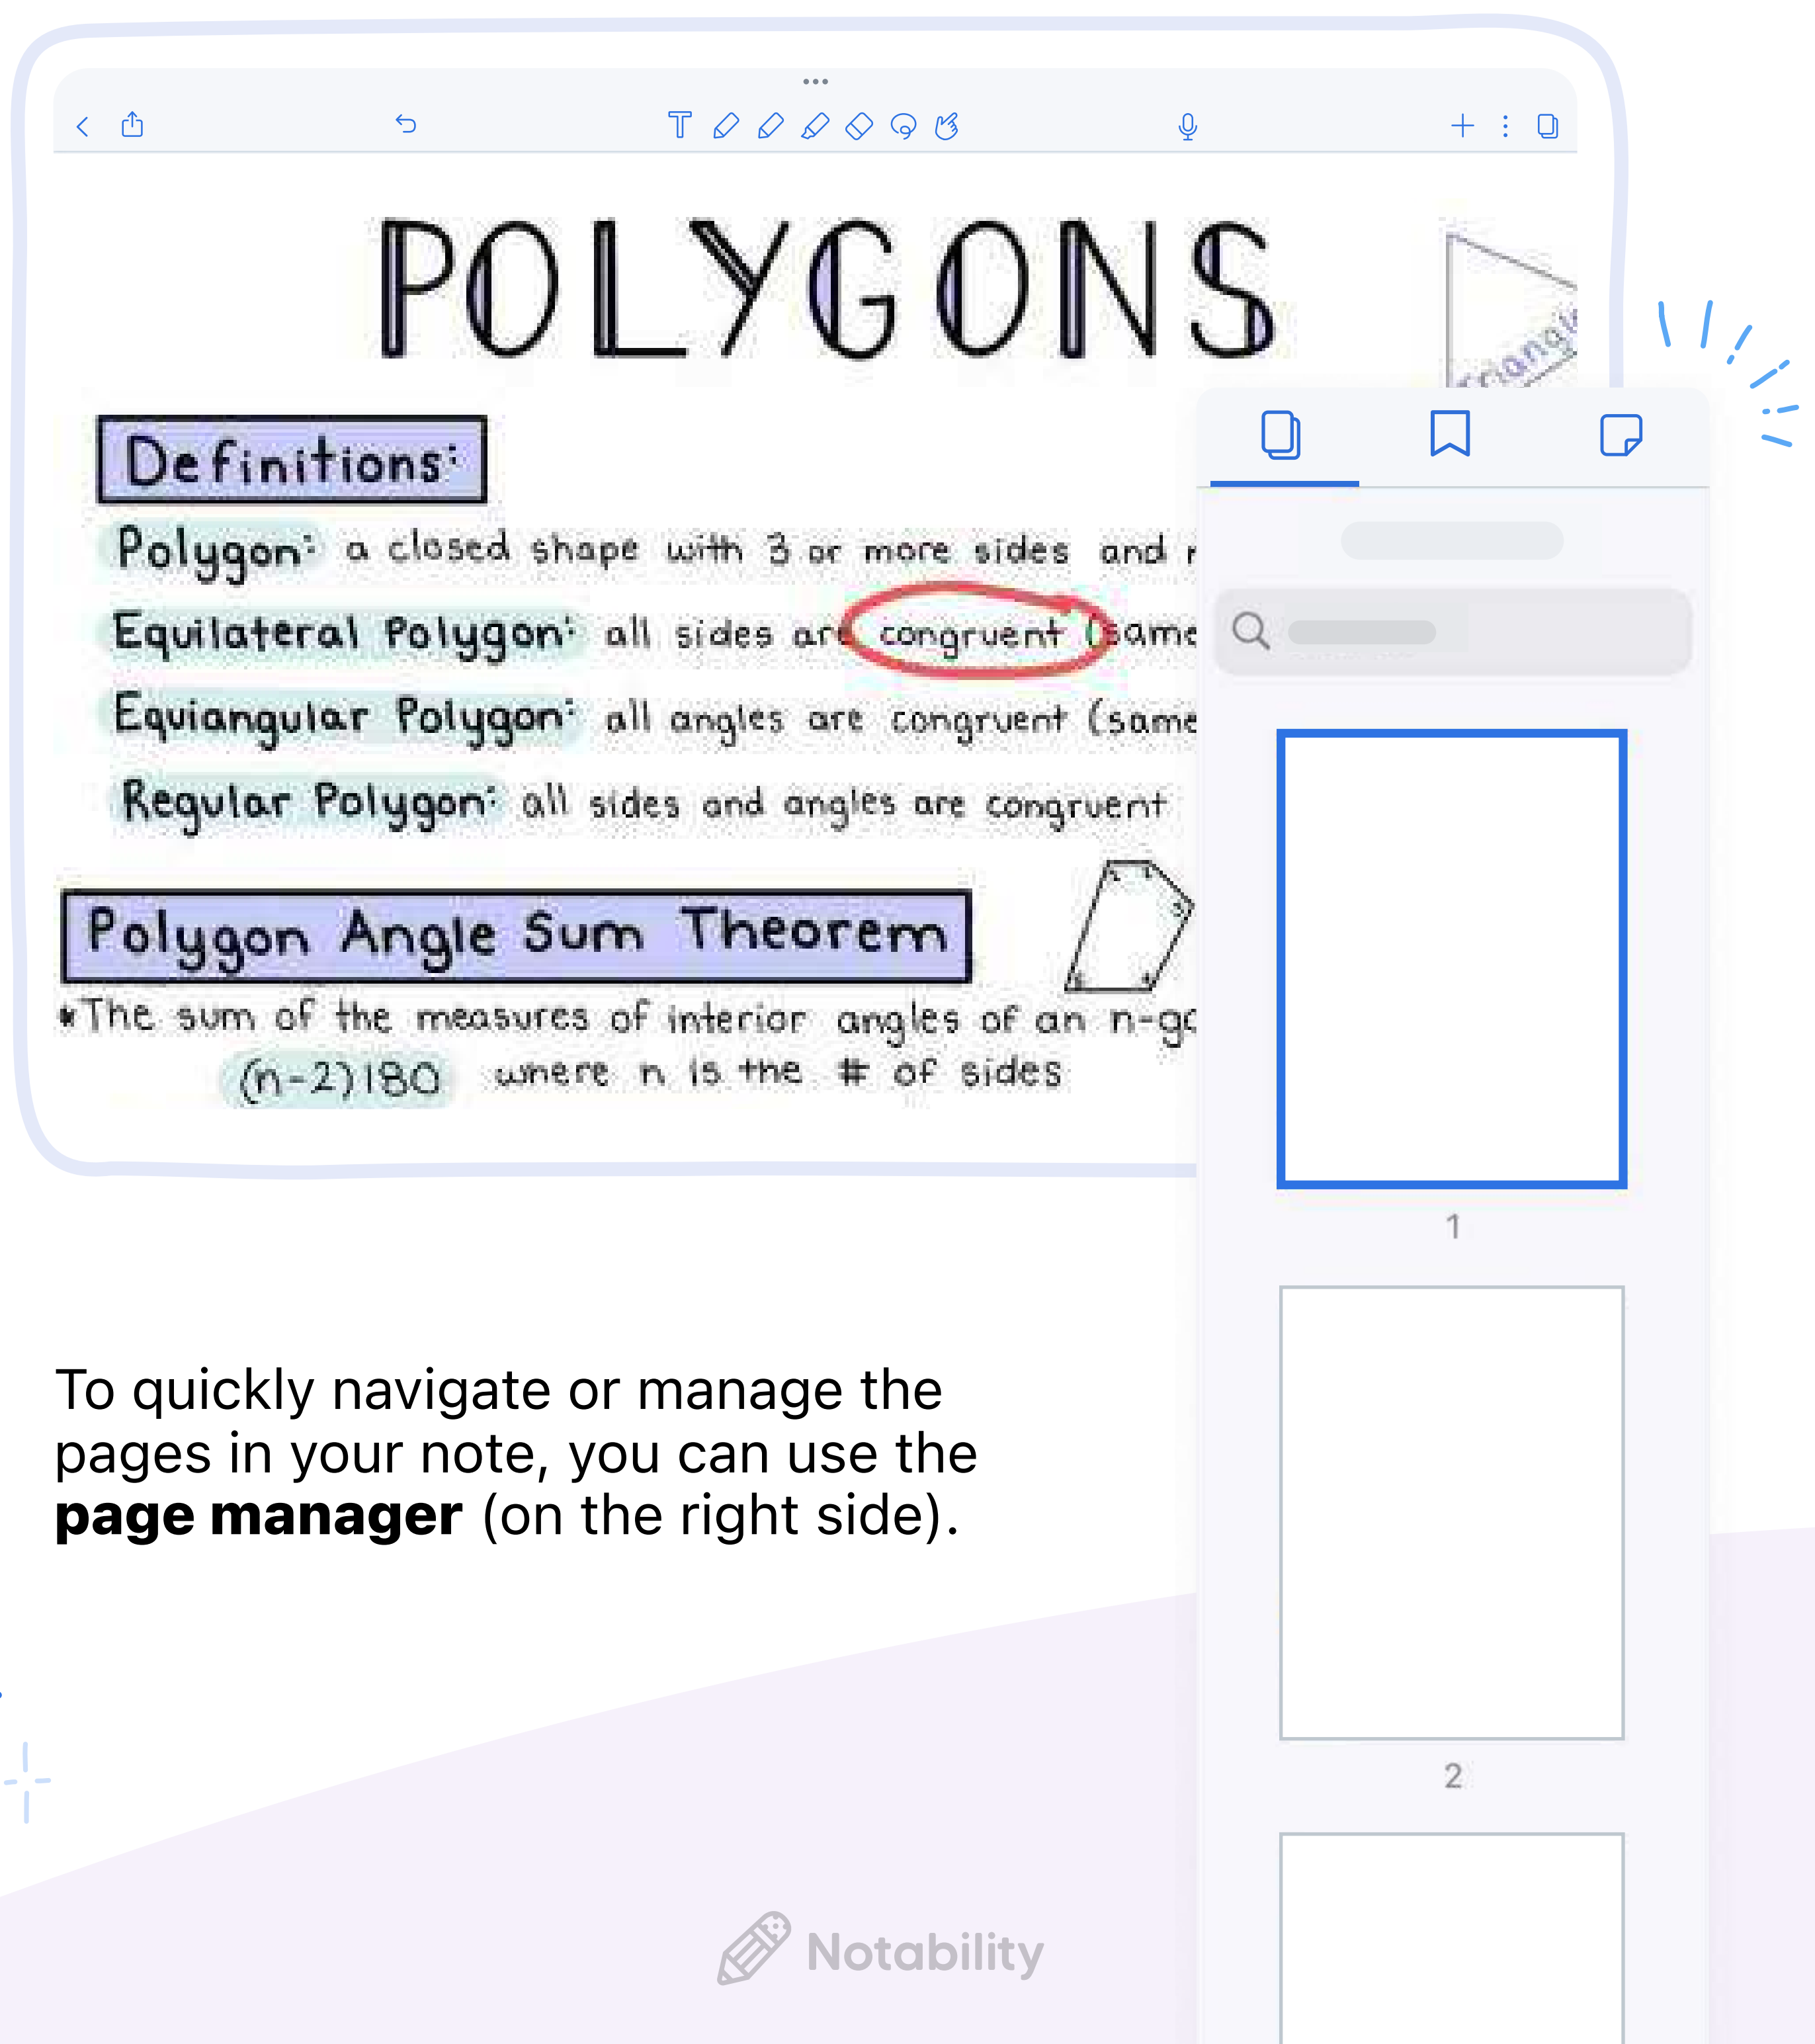 POLYGONS
triangle
Definitions:
Polygon: a closed shape with 3 or more sides and
Equilateral Polygon: all sides are congruent (same
Equiangular Polygon: all angles are congruent (same
Regular Polygon: all sides and angles are congruent
Polygon Angle Sum Theorem
*The sum of the measures of interior angles of an
(n-2)180 where n is the # of sides
1
To quickly navigate or manage the
pages in your note, you can use the
page manager (on the right side).
2
Notability